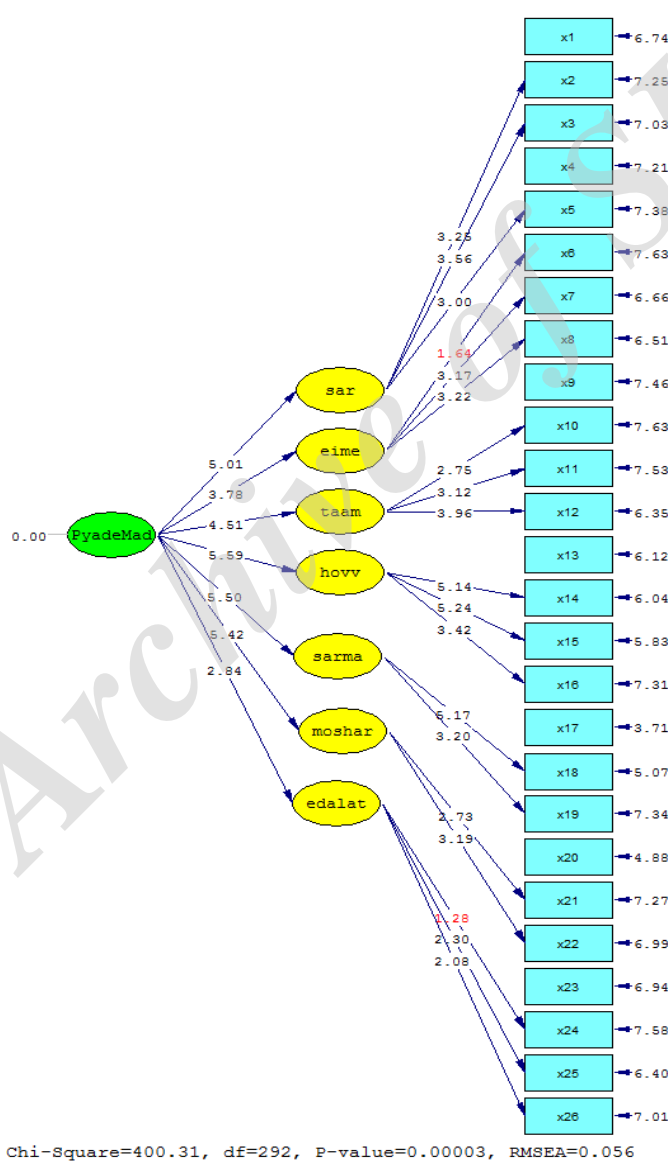 x1 6.74
x2 7.25
x3 7.03
x4 7.21
x5 7.38
3.25
x6 7.63
3.56
x7 6.66
3.00
x8 6.51
1.64
3.17
x9 7.46
sar
3.22
x10 7.63
eime
5.01
2.75
x11 7.53
3.78
3.12
taam
x12 6.35
4.51
3.96
0.00 PyadeMad
x13 6.12
5.59
hovv
5.14
x14 6.04
5.50
5.24
x15 5.83
5.42
3.42
sarma
2.84
x16 7.31
5.17
x17 3.71
moshar
3.20
x18 5.07
edalat
x19 7.34
2.73
3.19
x20 4.88
x21 7.27
1.28
x22 6.99
2.30
2.08
x23 6.94
x24 7.58
x25 6.40
x26 7.01
Chi-Square=400.31, df=292, P-value=0.00003, RMSEA=0.056
Archive of S